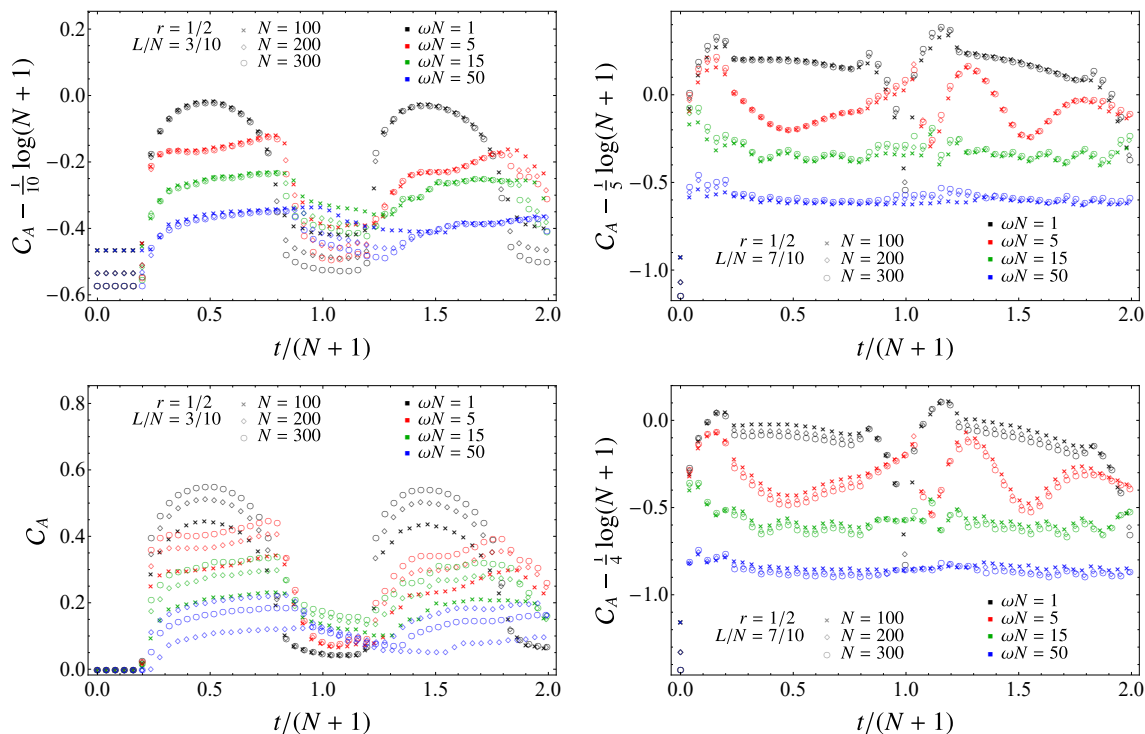 r = 1/2
L/N = 3/10
× N = 100
◇ N = 200
○ N = 300
■ ωN = 1
■ ωN = 5
■ ωN = 15
■ ωN = 50
0.2
0.0
−0.2
−0.4
−0.6
C_A − 1/10 log(N + 1)
0.0 0.5 1.0 1.5 2.0
t/(N + 1)
0.0
−0.5
−1.0
C_A − 1/5 log(N + 1)
r = 1/2
L/N = 7/10
× N = 100
◇ N = 200
○ N = 300
■ ωN = 1
■ ωN = 5
■ ωN = 15
■ ωN = 50
0.0 0.5 1.0 1.5 2.0
t/(N + 1)
r = 1/2
L/N = 3/10
× N = 100
◇ N = 200
○ N = 300
■ ωN = 1
■ ωN = 5
■ ωN = 15
■ ωN = 50
0.8
0.6
0.4
0.2
0.0
C_A
0.0 0.5 1.0 1.5 2.0
t/(N + 1)
0.0
−0.5
−1.0
C_A − 1/4 log(N + 1)
r = 1/2
L/N = 7/10
× N = 100
◇ N = 200
○ N = 300
■ ωN = 1
■ ωN = 5
■ ωN = 15
■ ωN = 50
0.0 0.5 1.0 1.5 2.0
t/(N + 1)